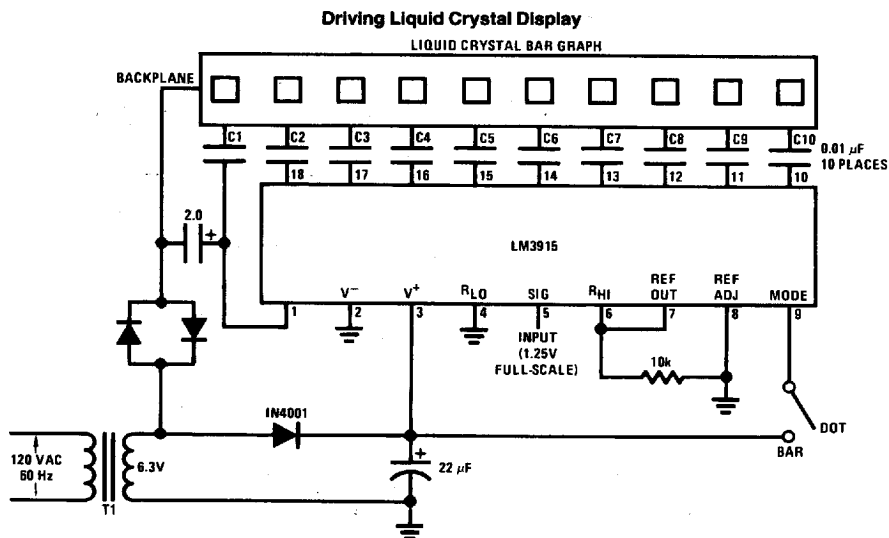 Driving Liquid Crystal Display
LIQUID CRYSTAL BAR GRAPH
BACKPLANE
C1 C2 C3 C4 C5 C6 C7 C8 C9 C10
0.01 µF
10 PLACES
18 17 16 15 14 13 12 11 10
2.0
+
LM3915
V− V+ RLO SIG RHI REF OUT REF ADJ MODE
1 2 3 4 5 6 7 8 9
INPUT
(1.25V
FULL-SCALE)
10k
IN4001
DOT
BAR
120 VAC
60 Hz
6.3V
+
22 µF
T1